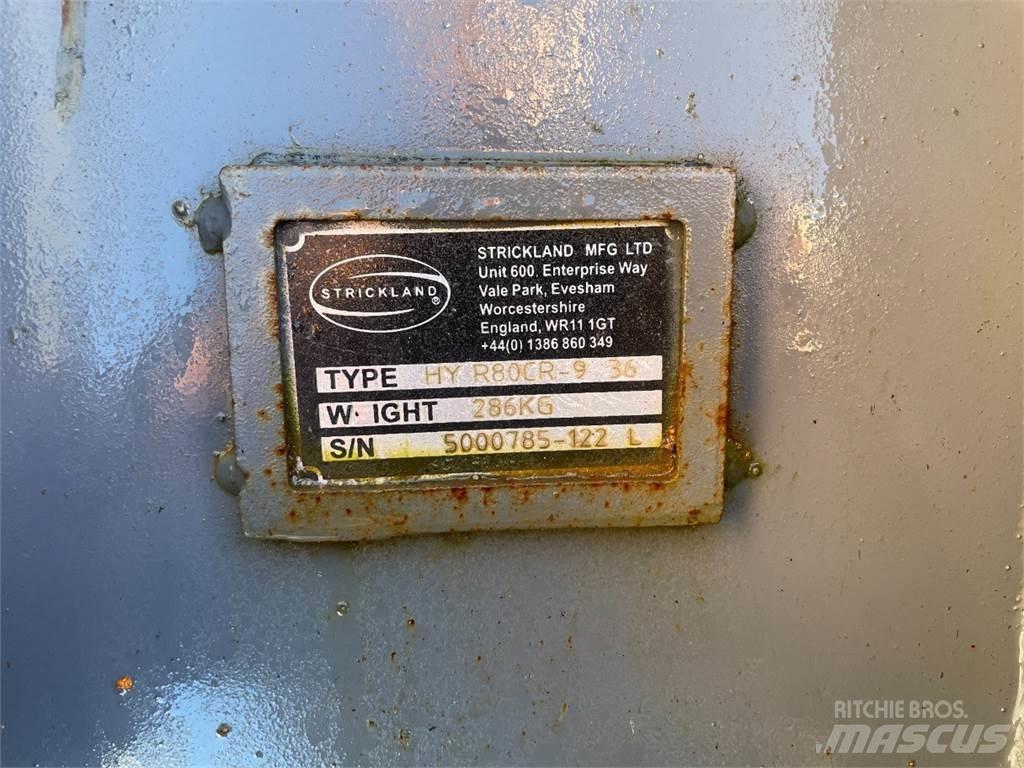 STRICKLAND®
STRICKLAND MFG LTD
Unit 600, Enterprise Way
Vale Park, Evesham
Worcestershire
England, WR11 1GT
+44(0) 1386 860 349
TYPE HY R80CR-9 36
W IGHT 286KG
S/N 5000785-122 L
RITCHIE BROS.
MASCUS